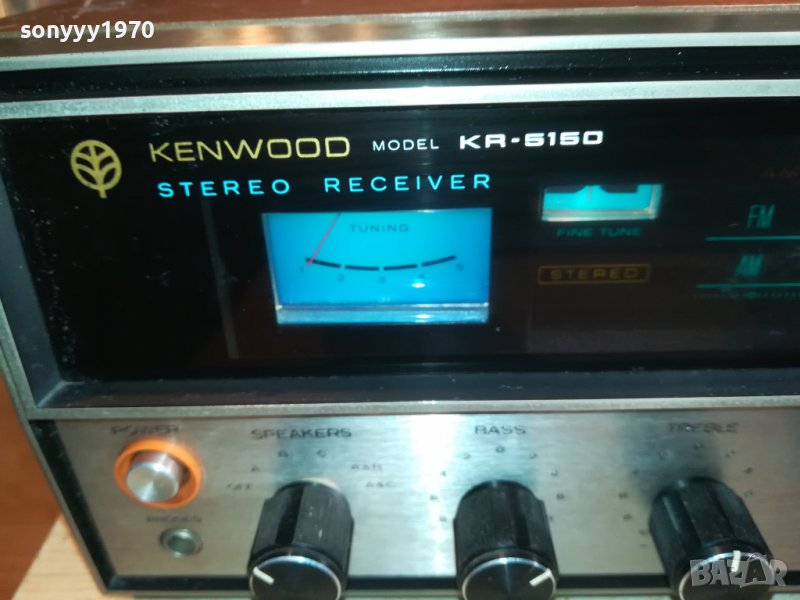 sonyyy1970
KENWOOD MODEL KR-5150
STEREO RECEIVER
TUNING
1 2 3 4 5
FINE TUNE
FM
STEREO
AM
POWER
SPEAKERS
BASS
TREBLE
OFF A B C A&B A&C
PHONES
BAZAR